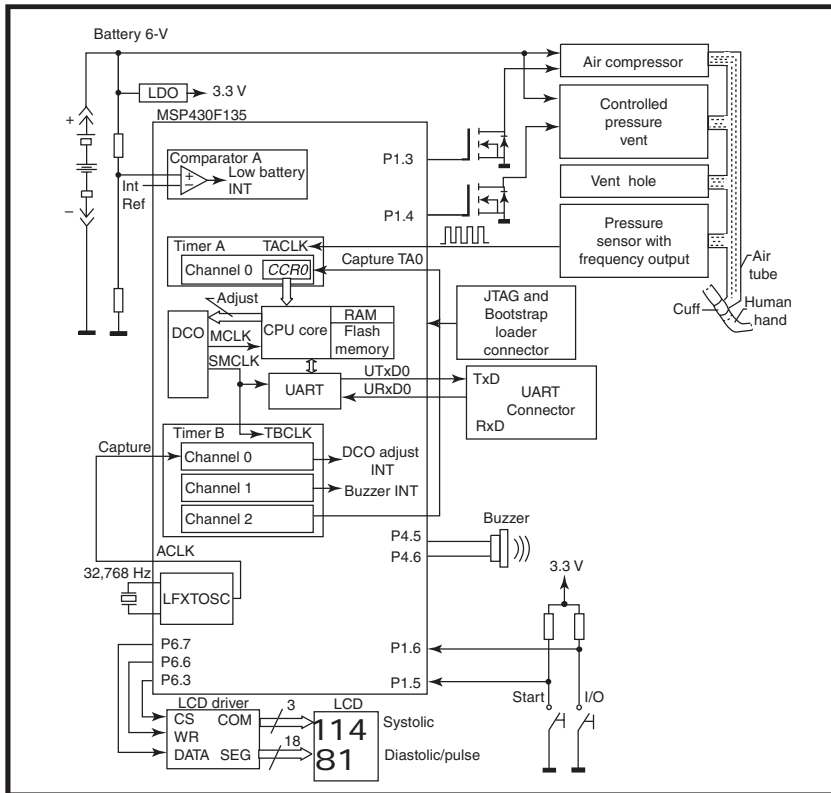 Battery 6-V
LDO
3.3 V
MSP430F135
Air compressor
Controlled
pressure
vent
Vent hole
Pressure
sensor with
frequency output
Air
tube
Cuff
Human
hand
P1.3
P1.4
+
−
Comparator A
+
−
Low battery
INT
Int
Ref
Timer A
TACLK
Channel 0
CCR0
Capture TA0
Adjust
DCO
MCLK
SMCLK
CPU core
RAM
Flash
memory
UART
UTxD0
URxD0
JTAG and
Bootstrap
loader
connector
TxD
UART
Connector
RxD
Timer B
TBCLK
Capture
Channel 0
DCO adjust
INT
Channel 1
Buzzer INT
Channel 2
ACLK
32,768 Hz
LFXTOSC
P4.5
P4.6
Buzzer
3.3 V
P6.7
P6.6
P6.3
P1.6
P1.5
Start
I/O
LCD driver
CS
COM
WR
DATA
SEG
3
18
LCD
114
81
Systolic
Diastolic/pulse